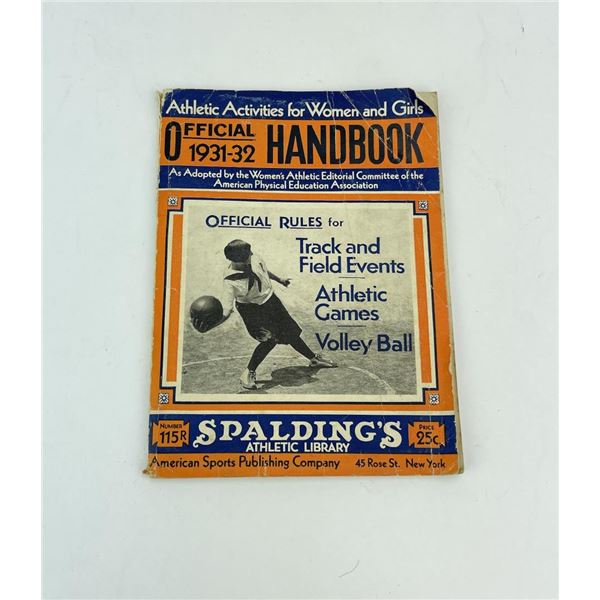 Athletic Activities for Women and Girls
OFFICIAL
1931-32 HANDBOOK
As Adopted by the Women's Athletic Editorial Committee of the
American Physical Education Association
OFFICIAL RULES for
Track and
Field Events
Athletic
Games
Volley Ball
NUMBER
115R
SPALDING'S
ATHLETIC LIBRARY
PRICE
25c.
American Sports Publishing Company 45 Rose St. New York